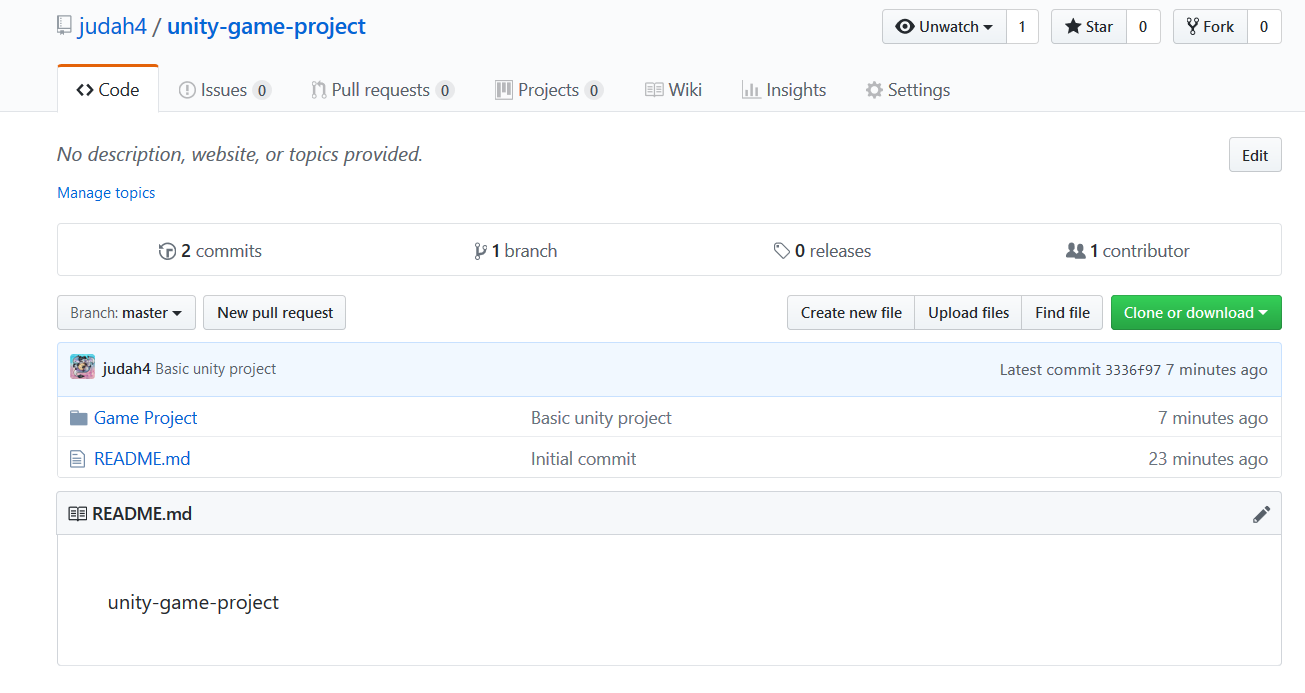 judah4 / unity-game-project
Unwatch 1 Star 0 Fork 0
Code Issues 0 Pull requests 0 Projects 0 Wiki Insights Settings
No description, website, or topics provided.
Edit
Manage topics
2 commits 1 branch 0 releases 1 contributor
Branch: master New pull request Create new file Upload files Find file Clone or download
judah4 Basic unity project Latest commit 3336f97 7 minutes ago
Game Project Basic unity project 7 minutes ago
README.md Initial commit 23 minutes ago
README.md
unity-game-project